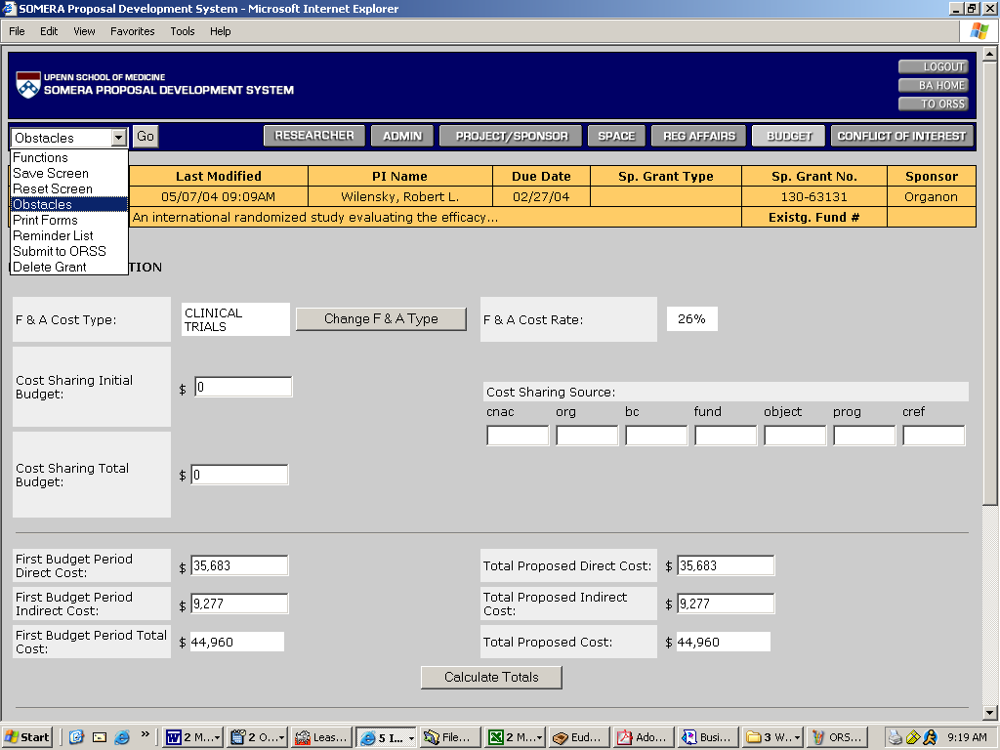 SOMERA Proposal Development System - Microsoft Internet Explorer
File Edit View Favorites Tools Help
UPENN SCHOOL OF MEDICINE
SOMERA PROPOSAL DEVELOPMENT SYSTEM
LOGOUT
BA HOME
TO ORSS
Obstacles Go RESEARCHER ADMIN PROJECT/SPONSOR SPACE REG AFFAIRS BUDGET CONFLICT OF INTEREST
Functions
Save Screen
Reset Screen
Obstacles
Print Forms
Reminder List
Submit to ORSS
Delete Grant
Last Modified PI Name Due Date Sp. Grant Type Sp. Grant No. Sponsor
05/07/04 09:09AM Wilensky, Robert L. 02/27/04 130-63131 Organon
An international randomized study evaluating the efficacy... Existg. Fund #
TION
F & A Cost Type: CLINICAL TRIALS Change F & A Type F & A Cost Rate: 26%
Cost Sharing Initial Budget: $ 0
Cost Sharing Source:
cnac org bc fund object prog cref
Cost Sharing Total Budget: $ 0
First Budget Period Direct Cost: $ 35,683 Total Proposed Direct Cost: $ 35,683
First Budget Period Indirect Cost: $ 9,277 Total Proposed Indirect Cost: $ 9,277
First Budget Period Total Cost: $ 44,960 Total Proposed Cost: $ 44,960
Calculate Totals
Start » 2 M... 2 O... Leas... 5 I... File... 2 M... Eud... Ado... Busi... 3 W... ORS... 9:19 AM